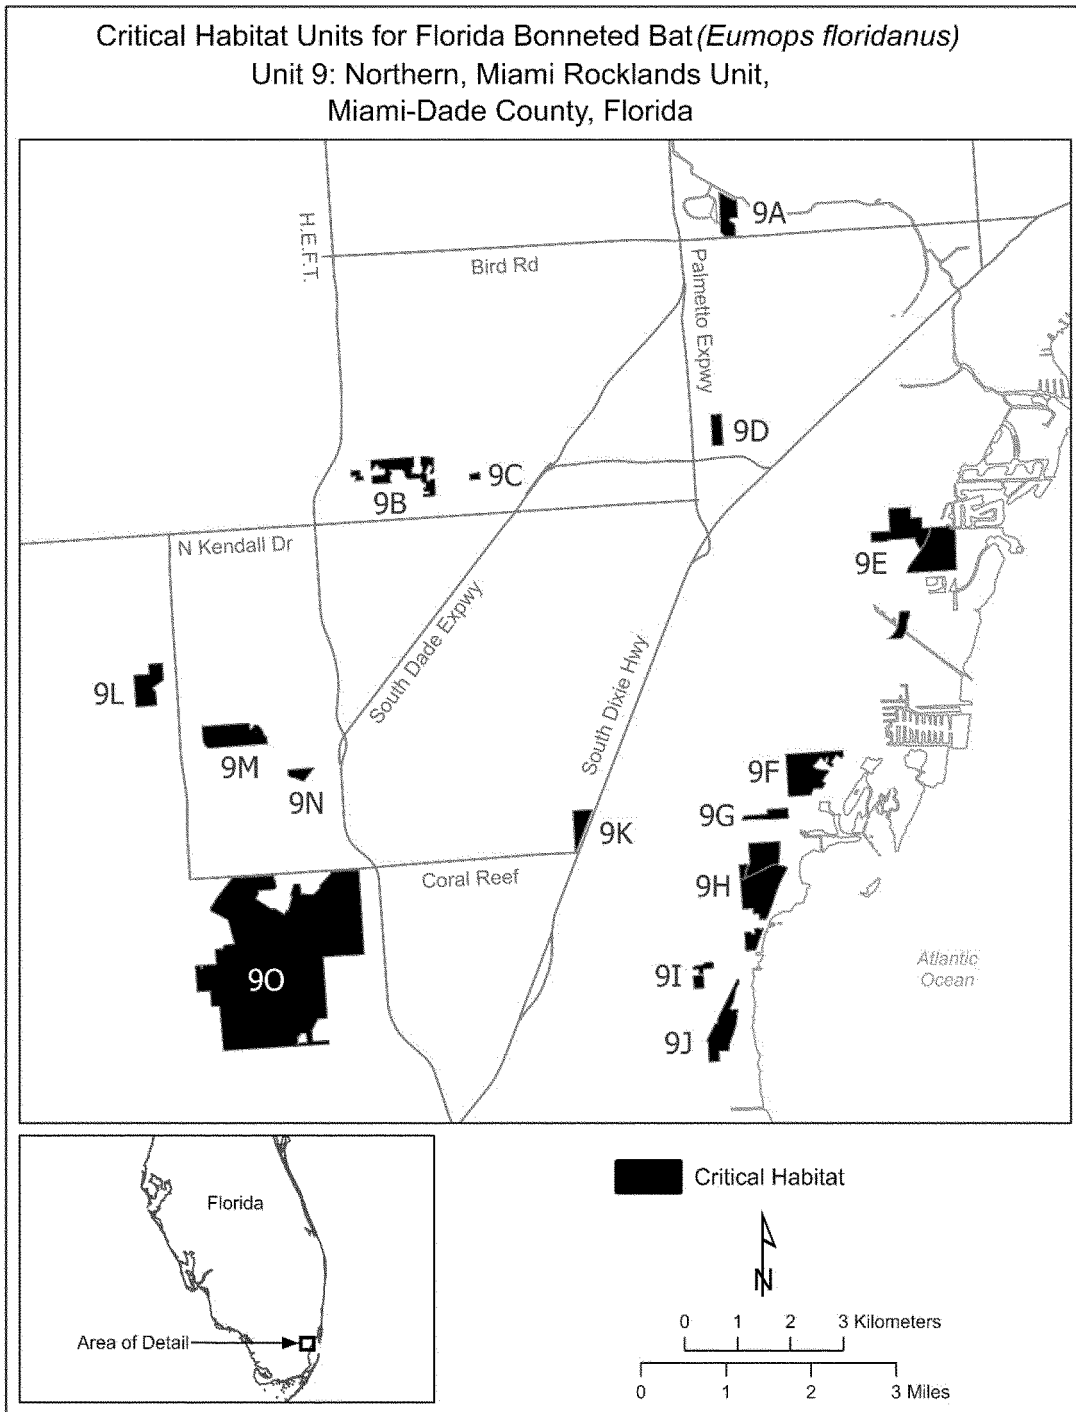 Critical Habitat Units for Florida Bonneted Bat (Eumops floridanus)
Unit 9: Northern, Miami Rocklands Unit,
Miami-Dade County, Florida
9A
H.E.F.T.
Bird Rd
Palmetto Expwy
9D
9B
9C
N Kendall Dr
9E
South Dade Expwy
South Dixie Hwy
9L
9M
9N
9F
9G
9K
Coral Reef
9H
9O
9I
9J
Atlantic
Ocean
Florida
Area of Detail
Critical Habitat
N
0 1 2 3 Kilometers
0 1 2 3 Miles